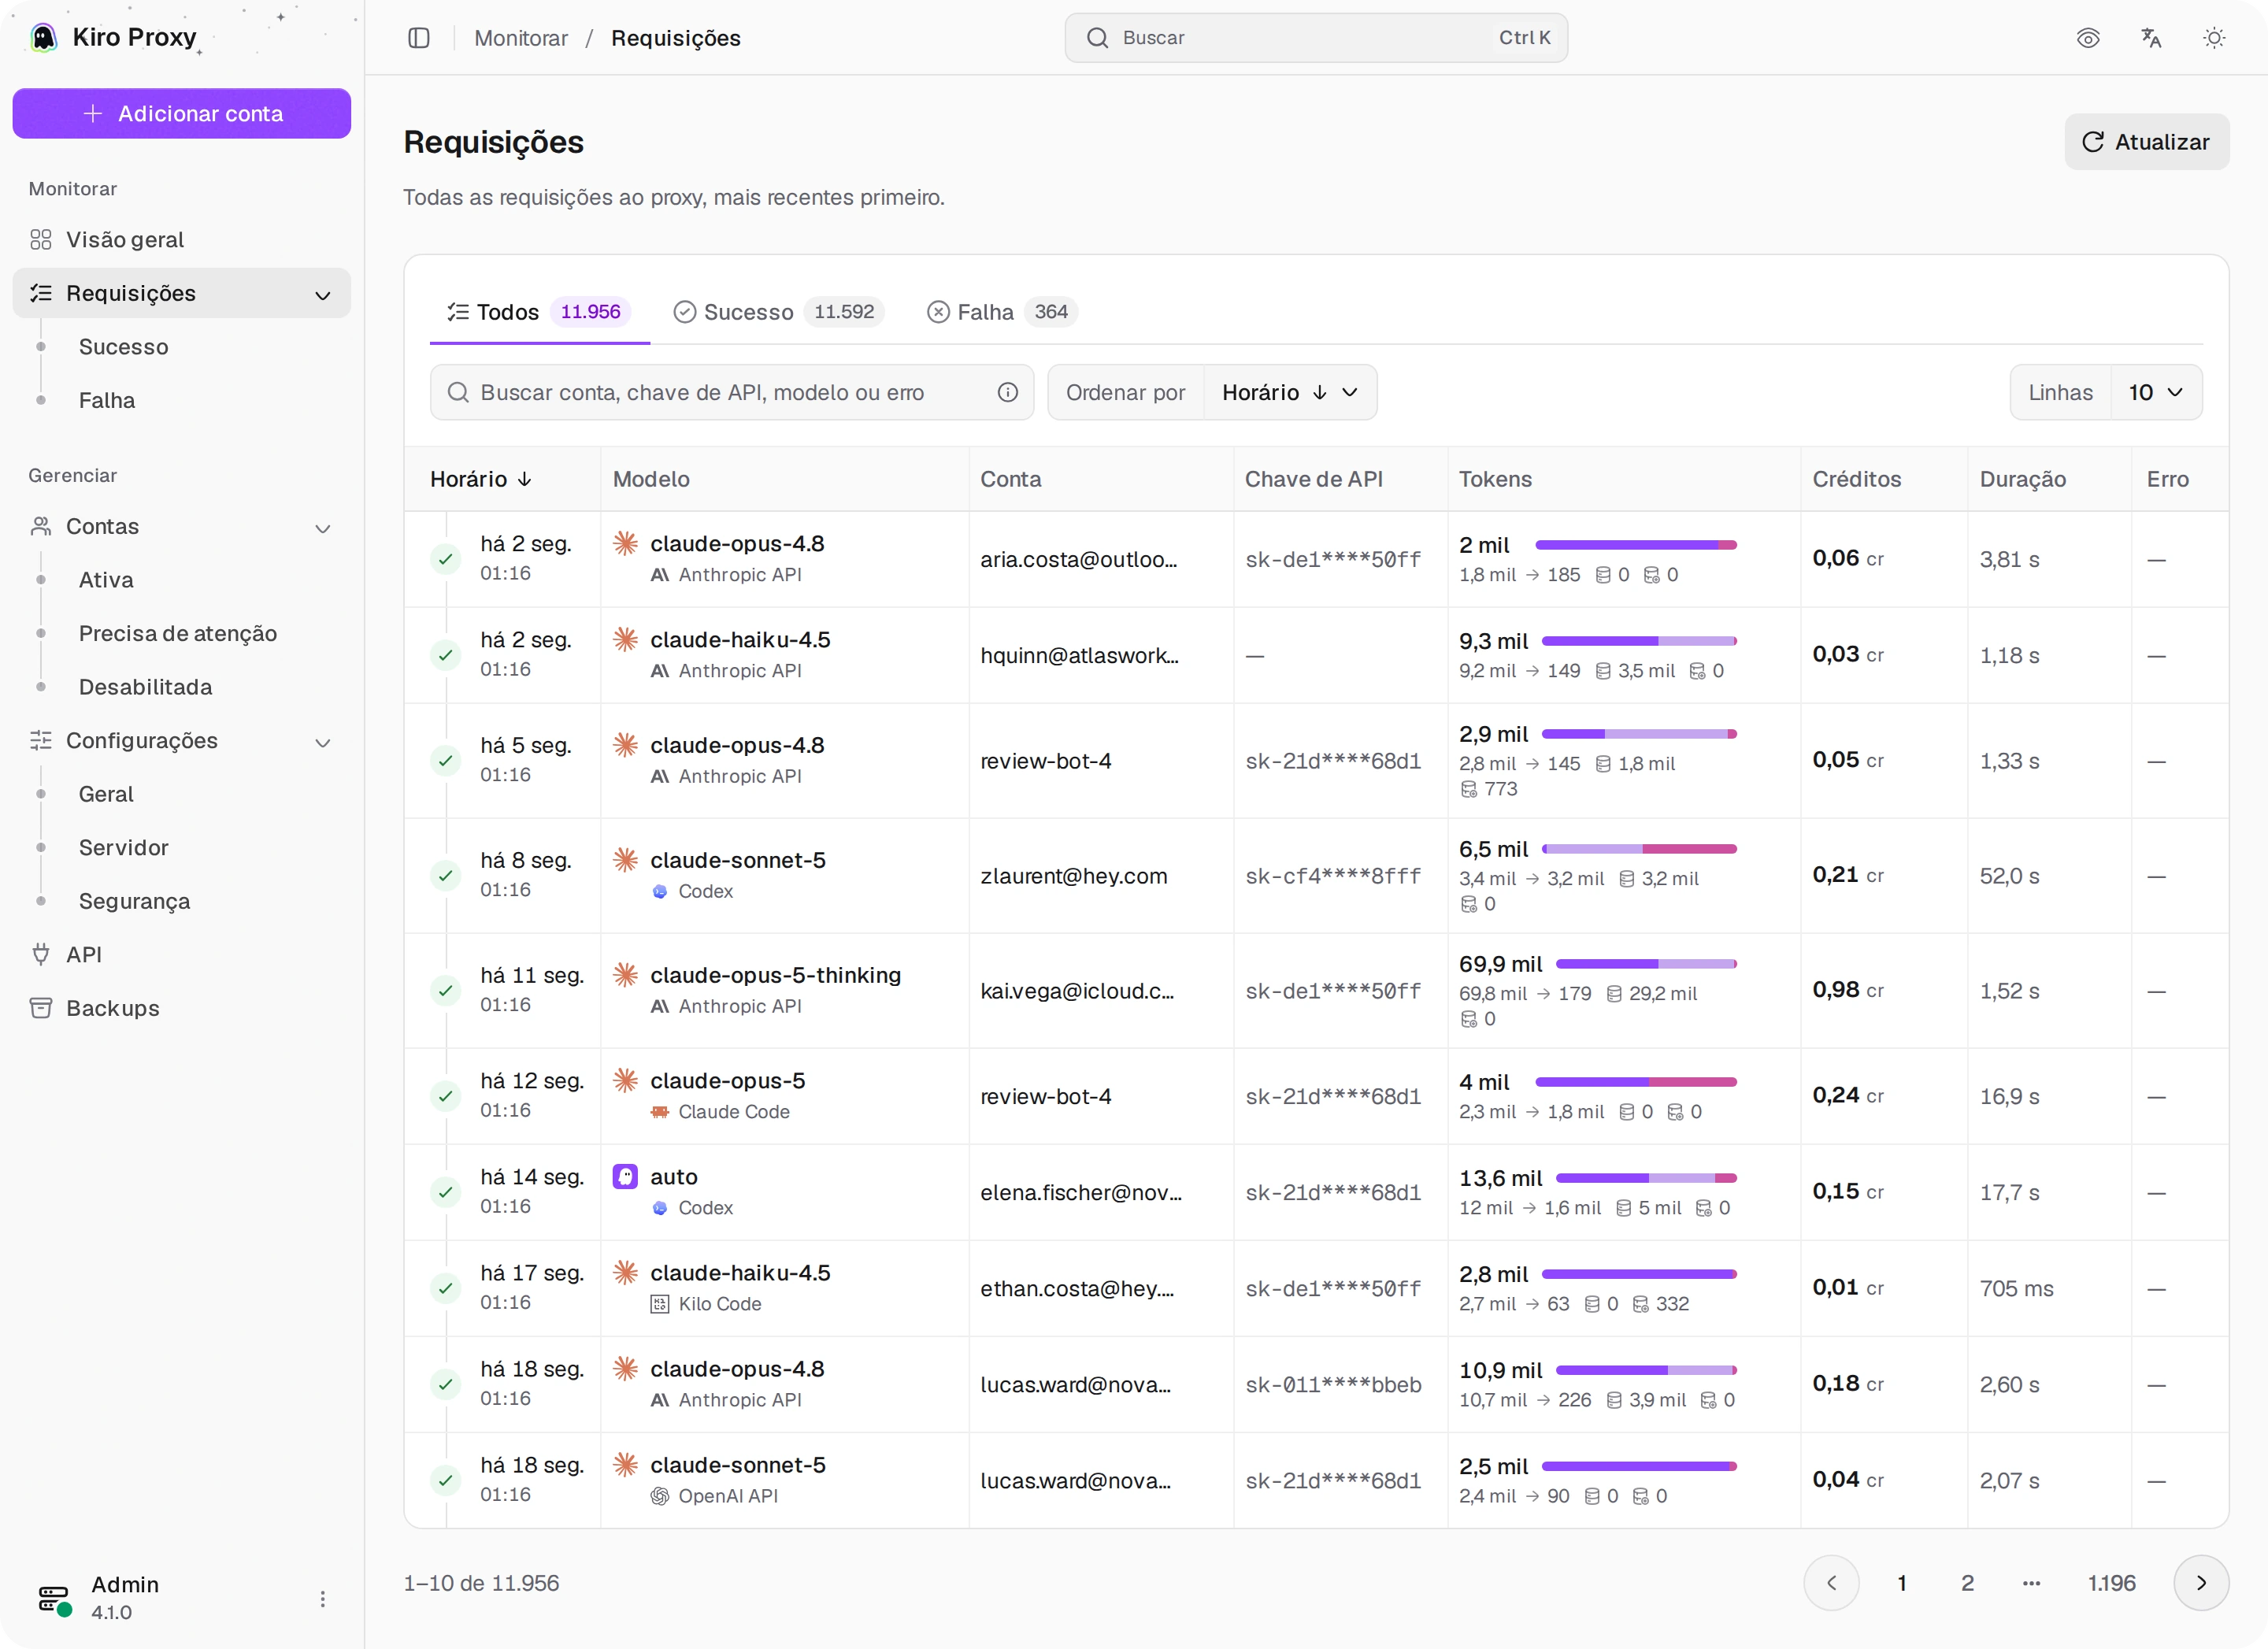 Kiro Proxy
Monitorar / Requisições
Buscar Ctrl K
Adicionar conta
Monitorar
Visão geral
Requisições
Sucesso
Falha
Gerenciar
Contas
Ativa
Precisa de atenção
Desabilitada
Configurações
Geral
Servidor
Segurança
API
Backups
Admin
4.1.0
Requisições
Atualizar
Todas as requisições ao proxy, mais recentes primeiro.
Todos 11.956 Sucesso 11.592 Falha 364
Buscar conta, chave de API, modelo ou erro Ordenar por Horário ↓ Linhas 10
Horário ↓ Modelo Conta Chave de API Tokens Créditos Duração Erro
há 2 seg. claude-opus-4.8 aria.costa@outloo... sk-de1****50ff 2 mil 0,06 cr 3,81 s —
01:16 Anthropic API 1,8 mil → 185 0 0
há 2 seg. claude-haiku-4.5 hquinn@atlaswork... — 9,3 mil 0,03 cr 1,18 s —
01:16 Anthropic API 9,2 mil → 149 3,5 mil 0
há 5 seg. claude-opus-4.8 review-bot-4 sk-21d****68d1 2,9 mil 0,05 cr 1,33 s —
01:16 Anthropic API 2,8 mil → 145 1,8 mil
773
há 8 seg. claude-sonnet-5 zlaurent@hey.com sk-cf4****8fff 6,5 mil 0,21 cr 52,0 s —
01:16 Codex 3,4 mil → 3,2 mil 3,2 mil
0
há 11 seg. claude-opus-5-thinking kai.vega@icloud.c... sk-de1****50ff 69,9 mil 0,98 cr 1,52 s —
01:16 Anthropic API 69,8 mil → 179 29,2 mil
0
há 12 seg. claude-opus-5 review-bot-4 sk-21d****68d1 4 mil 0,24 cr 16,9 s —
01:16 Claude Code 2,3 mil → 1,8 mil 0 0
há 14 seg. auto elena.fischer@nov... sk-21d****68d1 13,6 mil 0,15 cr 17,7 s —
01:16 Codex 12 mil → 1,6 mil 5 mil 0
há 17 seg. claude-haiku-4.5 ethan.costa@hey.... sk-de1****50ff 2,8 mil 0,01 cr 705 ms —
01:16 Kilo Code 2,7 mil → 63 0 332
há 18 seg. claude-opus-4.8 lucas.ward@nova... sk-011****bbeb 10,9 mil 0,18 cr 2,60 s —
01:16 Anthropic API 10,7 mil → 226 3,9 mil 0
há 18 seg. claude-sonnet-5 lucas.ward@nova... sk-21d****68d1 2,5 mil 0,04 cr 2,07 s —
01:16 OpenAI API 2,4 mil → 90 0 0
1–10 de 11.956 1 2 ••• 1.196